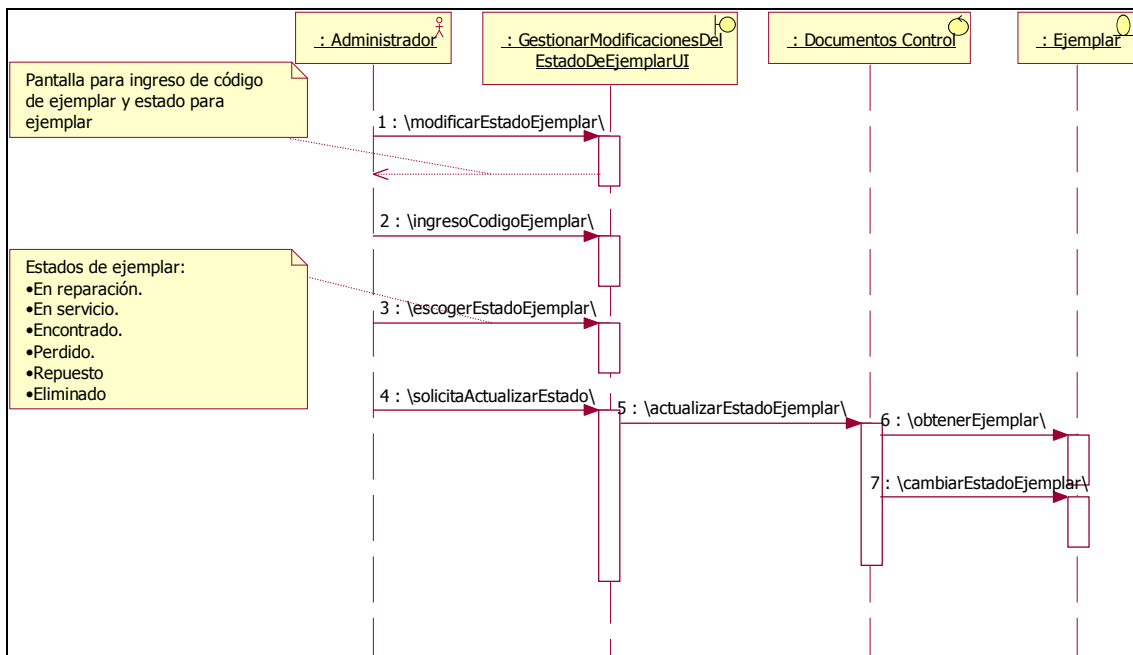 : Administrador
: GestionarModificacionesDel
EstadoDeEjemplarUI
: Documentos Control
: Ejemplar
Pantalla para ingreso de código
de ejemplar y estado para
ejemplar
1 : \modificarEstadoEjemplar\
2 : \ingresoCodigoEjemplar\
Estados de ejemplar:
•En reparación.
•En servicio.
•Encontrado.
•Perdido.
•Repuesto
•Eliminado
3 : \escogerEstadoEjemplar\
4 : \solicitaActualizarEstado\
5 : \actualizarEstadoEjemplar\
6 : \obtenerEjemplar\
7 : \cambiarEstadoEjemplar\